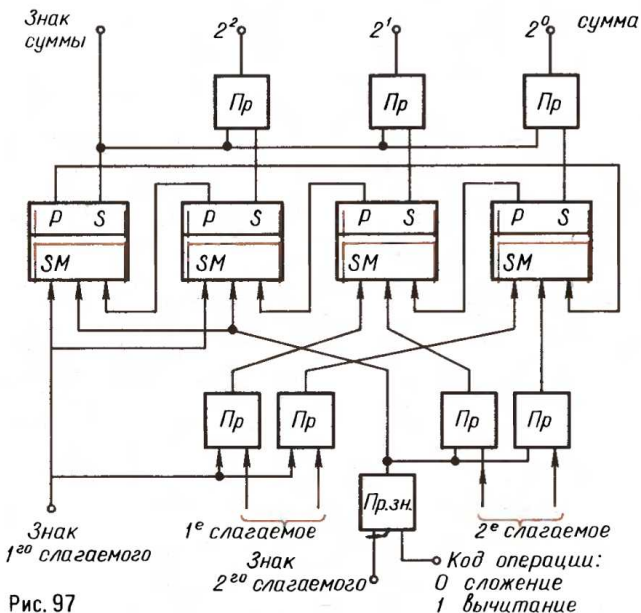 Знак суммы
2² 2¹ 2⁰ сумма
Пр Пр Пр
P S P S P S P S
SM SM SM SM
Пр Пр Пр Пр
Пр.зн.
Знак 1го слагаемого
1е слагаемое
Знак 2го слагаемого
2е слагаемое
Код операции:
0 сложение
1 вычитание
Рис. 97